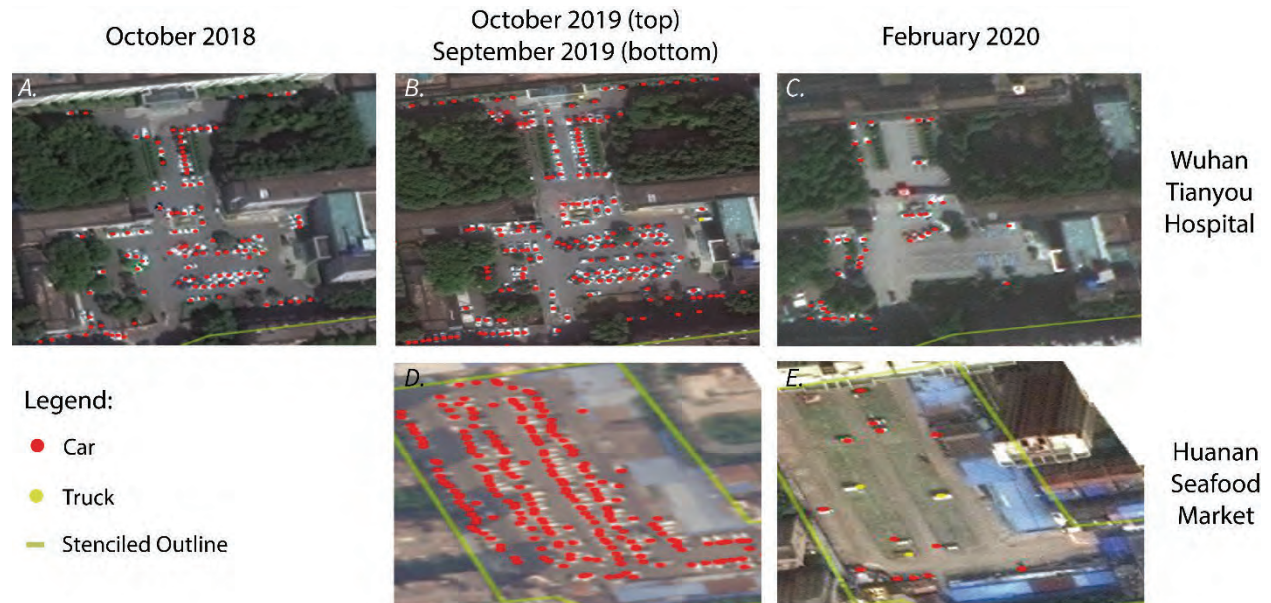 October 2018
October 2019 (top)
September 2019 (bottom)
February 2020
A.
B.
C.
Wuhan
Tianyou
Hospital
D.
E.
Legend:
Car
Truck
Stenciled Outline
Huanan
Seafood
Market